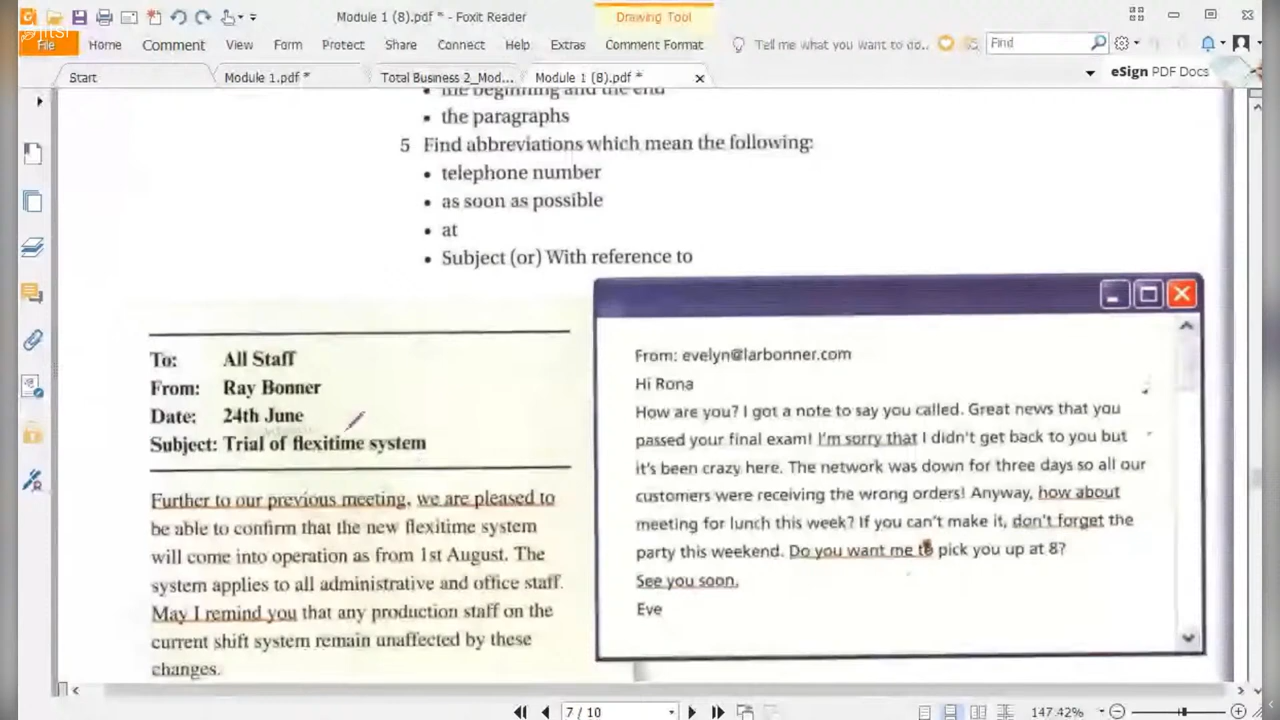 Module 1 (8).pdf * - Foxit Reader
Drawing Tool
jitsi
File
Home
Comment
View
Form
Protect
Share
Connect
Help
Extras
Comment Format
Tell me what you want to do..
Find
Start
Module 1.pdf *
Total Business 2_Mod...
Module 1 (8).pdf *
eSign PDF Docs
• the beginning and the end
• the paragraphs
5 Find abbreviations which mean the following:
• telephone number
• as soon as possible
• at
• Subject (or) With reference to
To: All Staff
From: Ray Bonner
Date: 24th June
Subject: Trial of flexitime system
Further to our previous meeting, we are pleased to
be able to confirm that the new flexitime system
will come into operation as from 1st August. The
system applies to all administrative and office staff.
May I remind you that any production staff on the
current shift system remain unaffected by these
changes.
From: evelyn@larbonner.com
Hi Rona
How are you? I got a note to say you called. Great news that you
passed your final exam! I'm sorry that I didn't get back to you but
it's been crazy here. The network was down for three days so all our
customers were receiving the wrong orders! Anyway, how about
meeting for lunch this week? If you can't make it, don't forget the
party this weekend. Do you want me to pick you up at 8?
See you soon.
Eve
7 / 10
147.42%